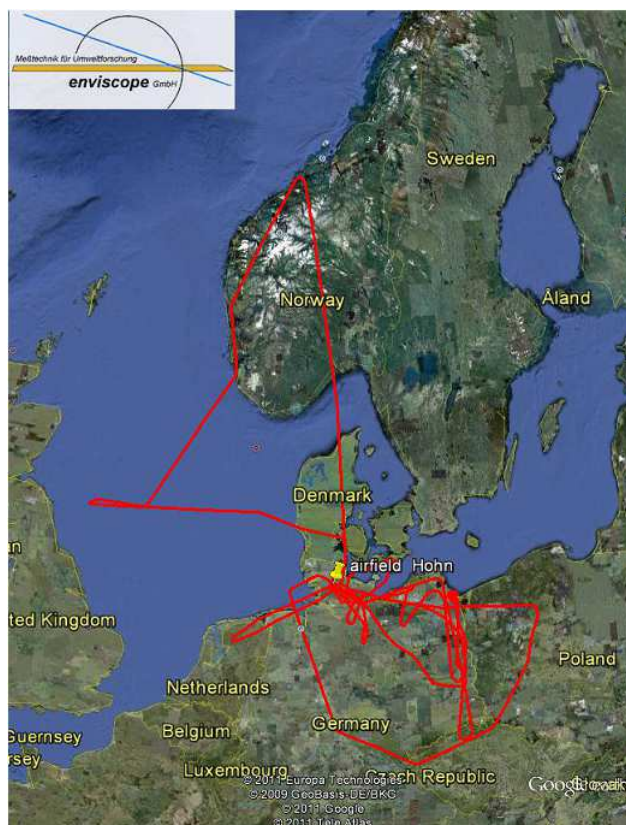 Meßtechnik für Umweltforschung
enviscope GmbH
Sweden
Norway
Åland
Denmark
airfield Hohn
ted Kingdom
Poland
Netherlands
Germany
Belgium
Guernsey
rsey
Luxembourg
Czech Republic
© 2011 Europa Technologies
© 2009 GeoBasis-DE/BKG
© 2011 Google
© 2011 Tele Atlas
Google